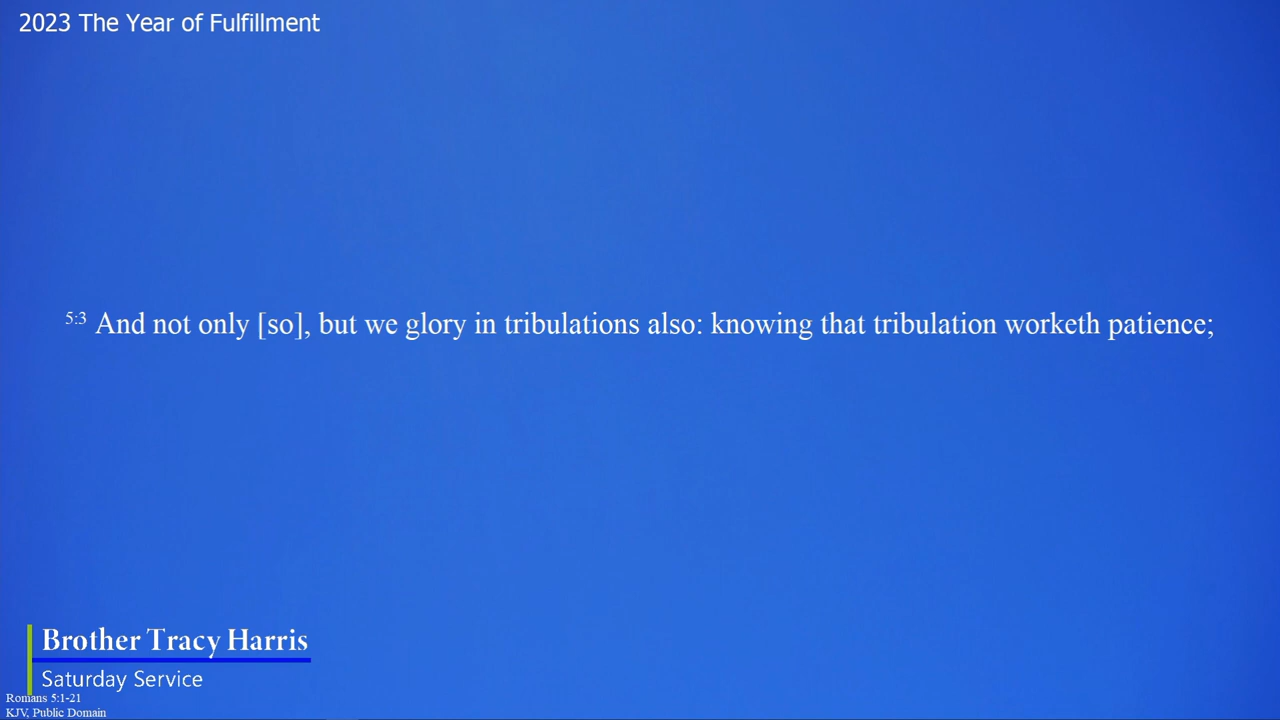 2023 The Year of Fulfillment
5:3 And not only [so], but we glory in tribulations also: knowing that tribulation worketh patience;
Brother Tracy Harris
Saturday Service
Romans 5:1-21
KJV, Public Domain